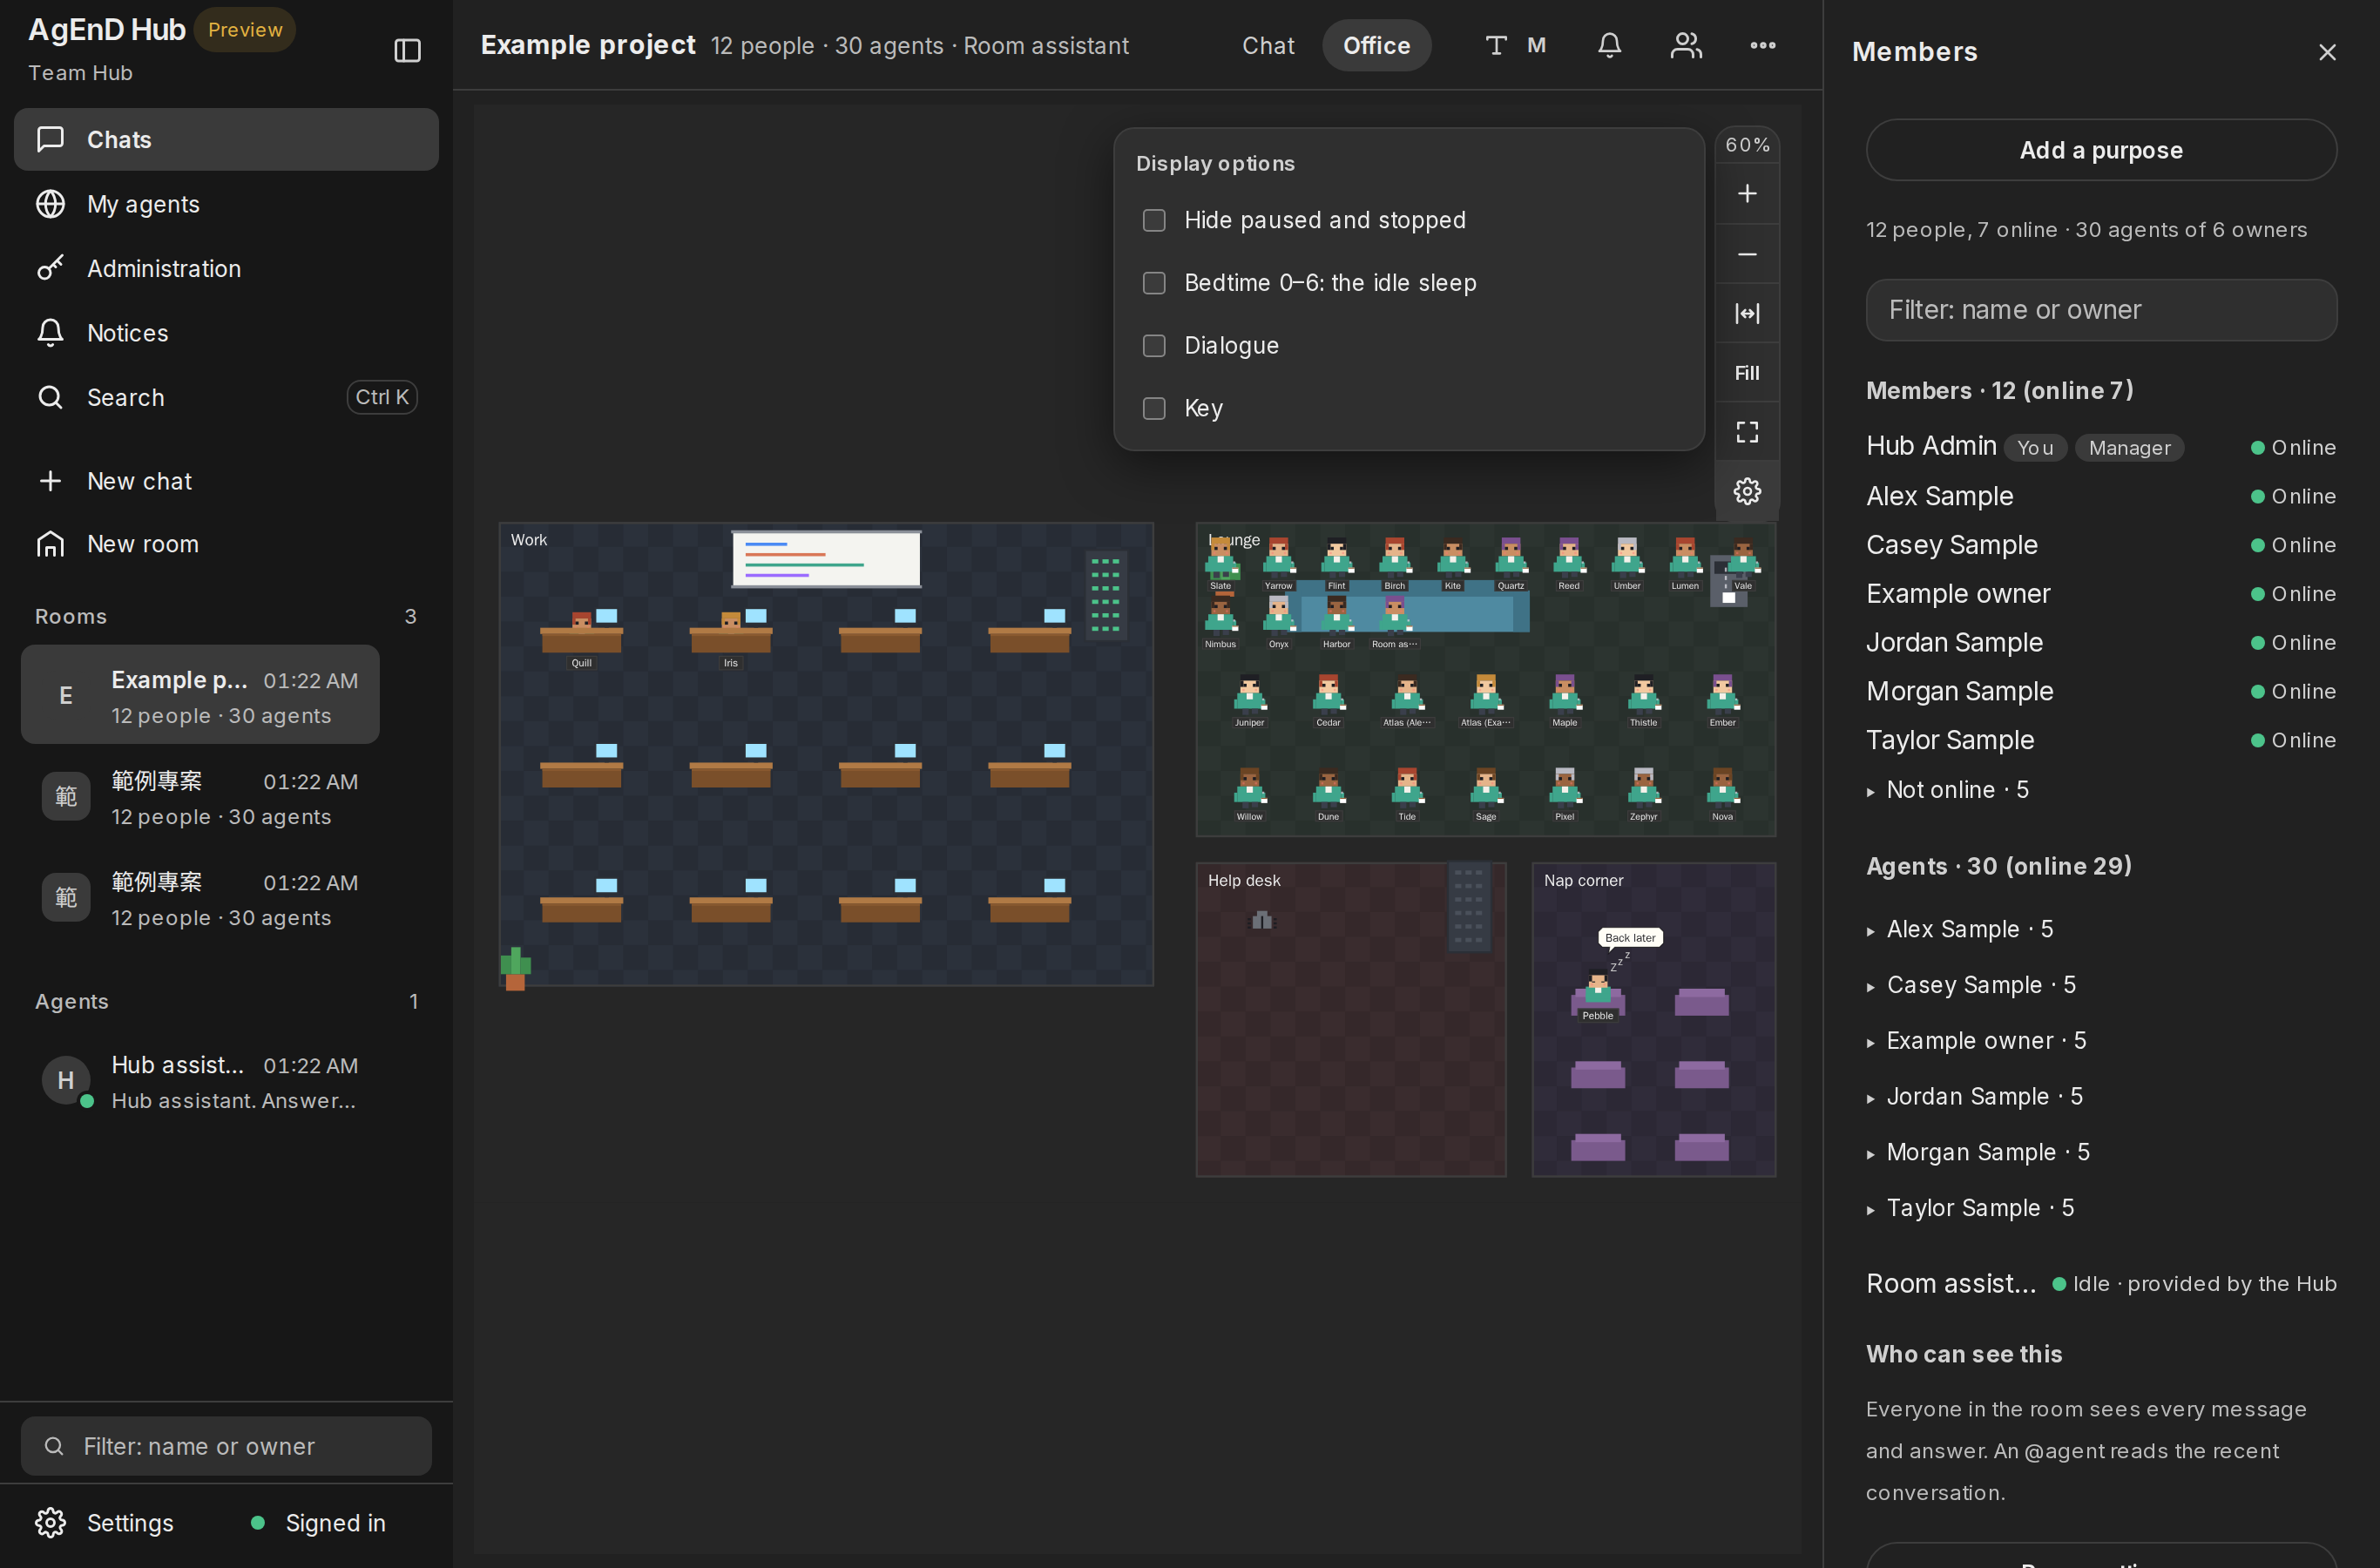 AgEnD Hub Preview
Team Hub
Chats
My agents
Administration
Notices
Search Ctrl K
New chat
New room
Rooms 3
E Example p... 01:22 AM
12 people · 30 agents
範 範例專案 01:22 AM
12 people · 30 agents
範 範例專案 01:22 AM
12 people · 30 agents
Agents 1
H Hub assist... 01:22 AM
Hub assistant. Answer...
Filter: name or owner
Settings Signed in
Example project 12 people · 30 agents · Room assistant
Chat Office T M
60%
Fill
Display options
Hide paused and stopped
Bedtime 0–6: the idle sleep
Dialogue
Key
Work
Quill Iris
Lounge
Slate Yarrow Flint Birch Kite Quartz Reed Umber Lumen Vale
Nimbus Onyx Harbor Room as···
Juniper Cedar Atlas (Ale··· Atlas (Exa··· Maple Thistle Ember
Willow Dune Tide Sage Pixel Zephyr Nova
Help desk
Nap corner
Back later
z z z
Pebble
Members
Add a purpose
12 people, 7 online · 30 agents of 6 owners
Filter: name or owner
Members · 12 (online 7)
Hub Admin You Manager Online
Alex Sample Online
Casey Sample Online
Example owner Online
Jordan Sample Online
Morgan Sample Online
Taylor Sample Online
Not online · 5
Agents · 30 (online 29)
Alex Sample · 5
Casey Sample · 5
Example owner · 5
Jordan Sample · 5
Morgan Sample · 5
Taylor Sample · 5
Room assist... Idle · provided by the Hub
Who can see this
Everyone in the room sees every message
and answer. An @agent reads the recent
conversation.